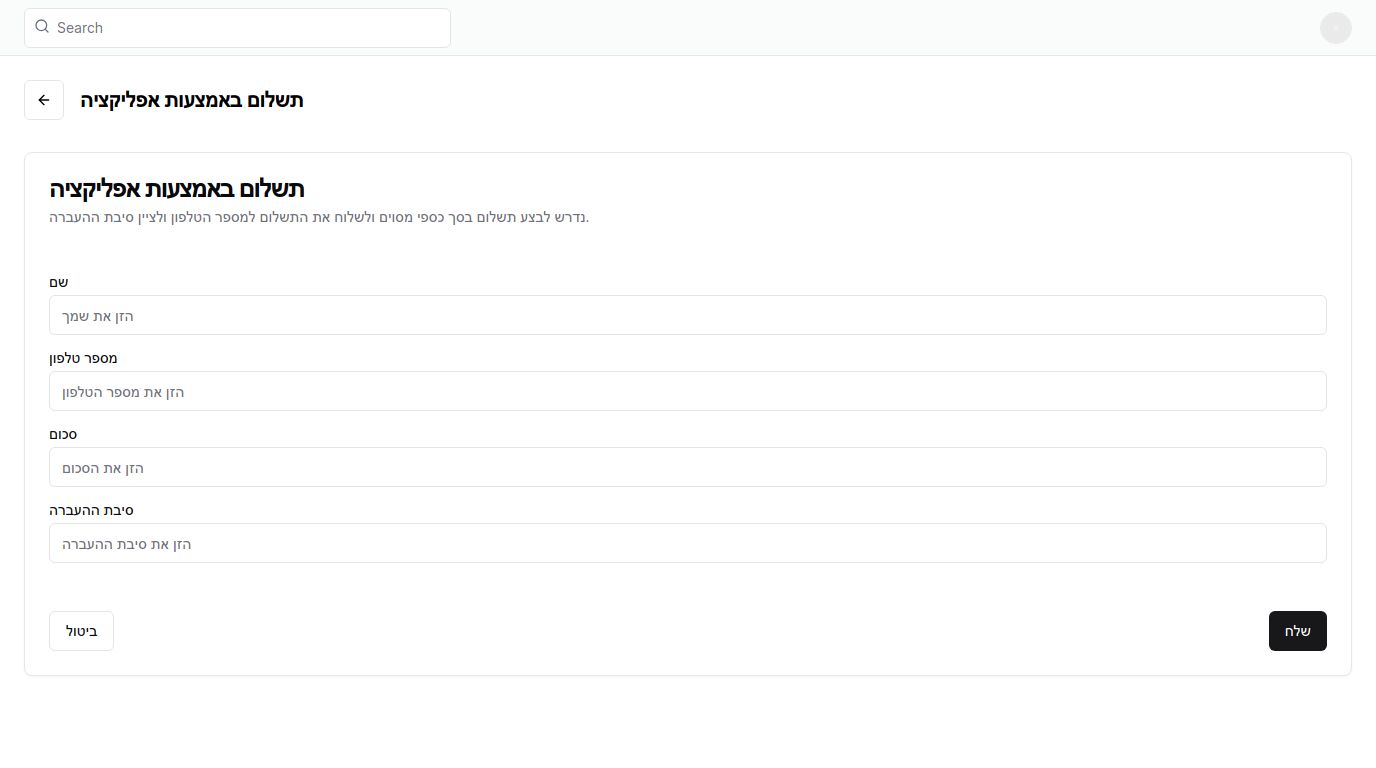 Search
תשלום באמצעות אפליקציה
תשלום באמצעות אפליקציה
נדרש לבצע תשלום בסך כספי מסוים ולשלוח את התשלום למספר הטלפון ולציין סיבת ההעברה.
שם
הזן את שמך
מספר טלפון
הזן את מספר הטלפון
סכום
הזן את הסכום
סיבת ההעברה
הזן את סיבת ההעברה
ביטול
שלח